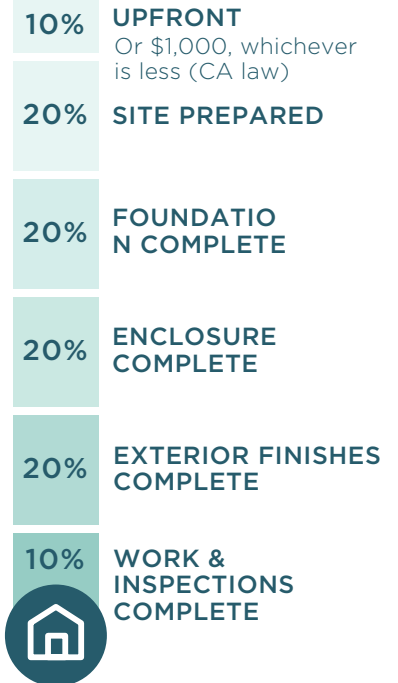 10% UPFRONT
Or $1,000, whichever
is less (CA law)
20% SITE PREPARED
20% FOUNDATIO
N COMPLETE
20% ENCLOSURE
COMPLETE
20% EXTERIOR FINISHES
COMPLETE
10% WORK &
INSPECTIONS
COMPLETE